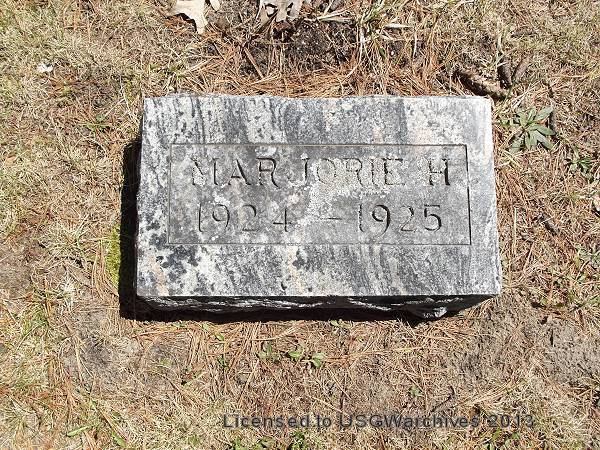 MARJORIE H
1924 - 1925
Licensed to USGWarchives 2013